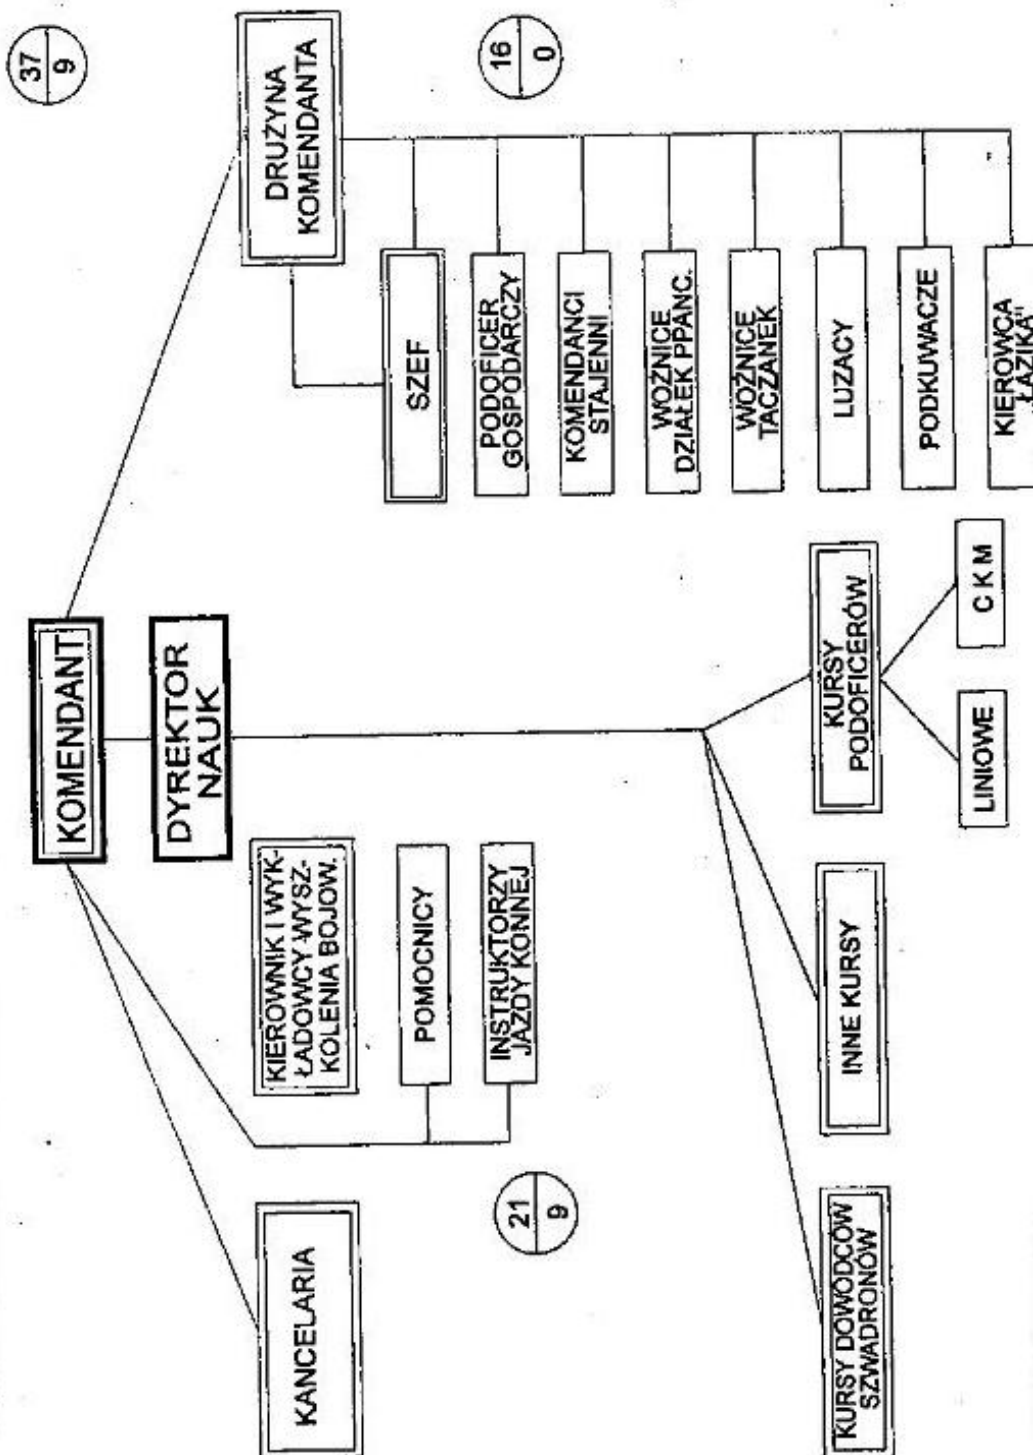 37
9
KOMENDANT
DYREKTOR
NAUK
KANCELARIA
KIEROWNIK I WYK-
ŁADOWCY WYSZ-
KOLENIA BOJOW.
POMOCNICY
INSTRUKTORZY
JAZDY KONNEJ
21
9
DRUŻYNA
KOMENDANTA
16
0
SZEF
PODOFICER
GOSPODARCZY
KOMENDANCI
STAJENNI
WOŹNICE
DZIAŁEK PPANC.
WOŹNICE
TACZANEK
LUZACY
PODKUWACZE
KIEROWCA
ŁAZIKA"
KURSY DOWÓDCÓW
SZWADRONÓW
INNE KURSY
KURSY
PODOFICERÓW
LINIOWE
C K M